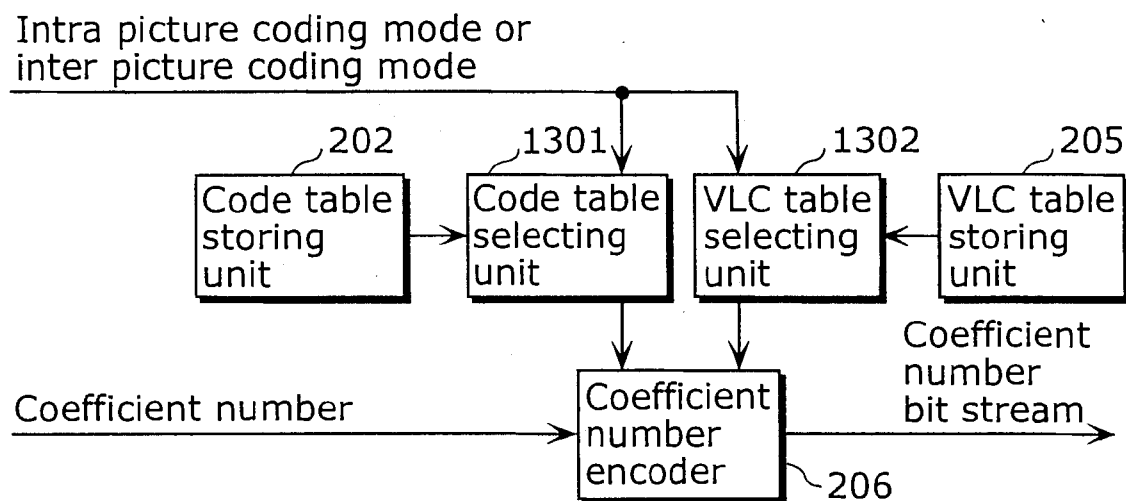 Intra picture coding mode or
inter picture coding mode
202
1301
1302
205
Code table
storing
unit
Code table
selecting
unit
VLC table
selecting
unit
VLC table
storing
unit
Coefficient number
Coefficient
number
encoder
206
Coefficient
number
bit stream